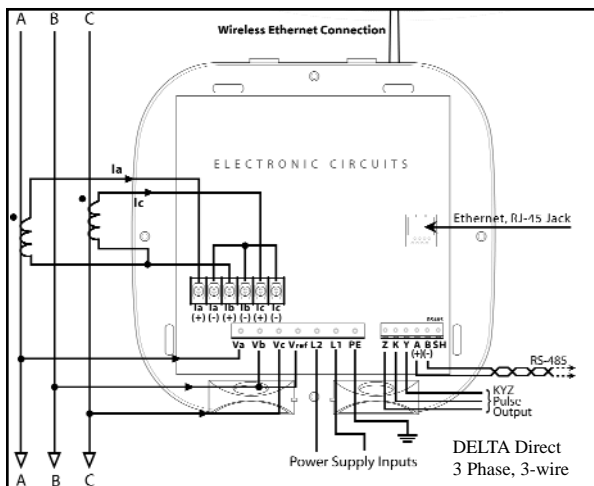 A B C
Wireless Ethernet Connection
ELECTRONIC CIRCUITS
Ia
Ic
Ethernet, RJ-45 Jack
Ia Ia Ib Ib Ic Ic
(+) (-) (+) (-) (+) (-)
RS485
Va Vb Vc Vref L2 L1 PE
Z K Y A B SH
(+) (-)
RS-485
KYZ
Pulse
Output
Power Supply Inputs
DELTA Direct
3 Phase, 3-wire
A B C